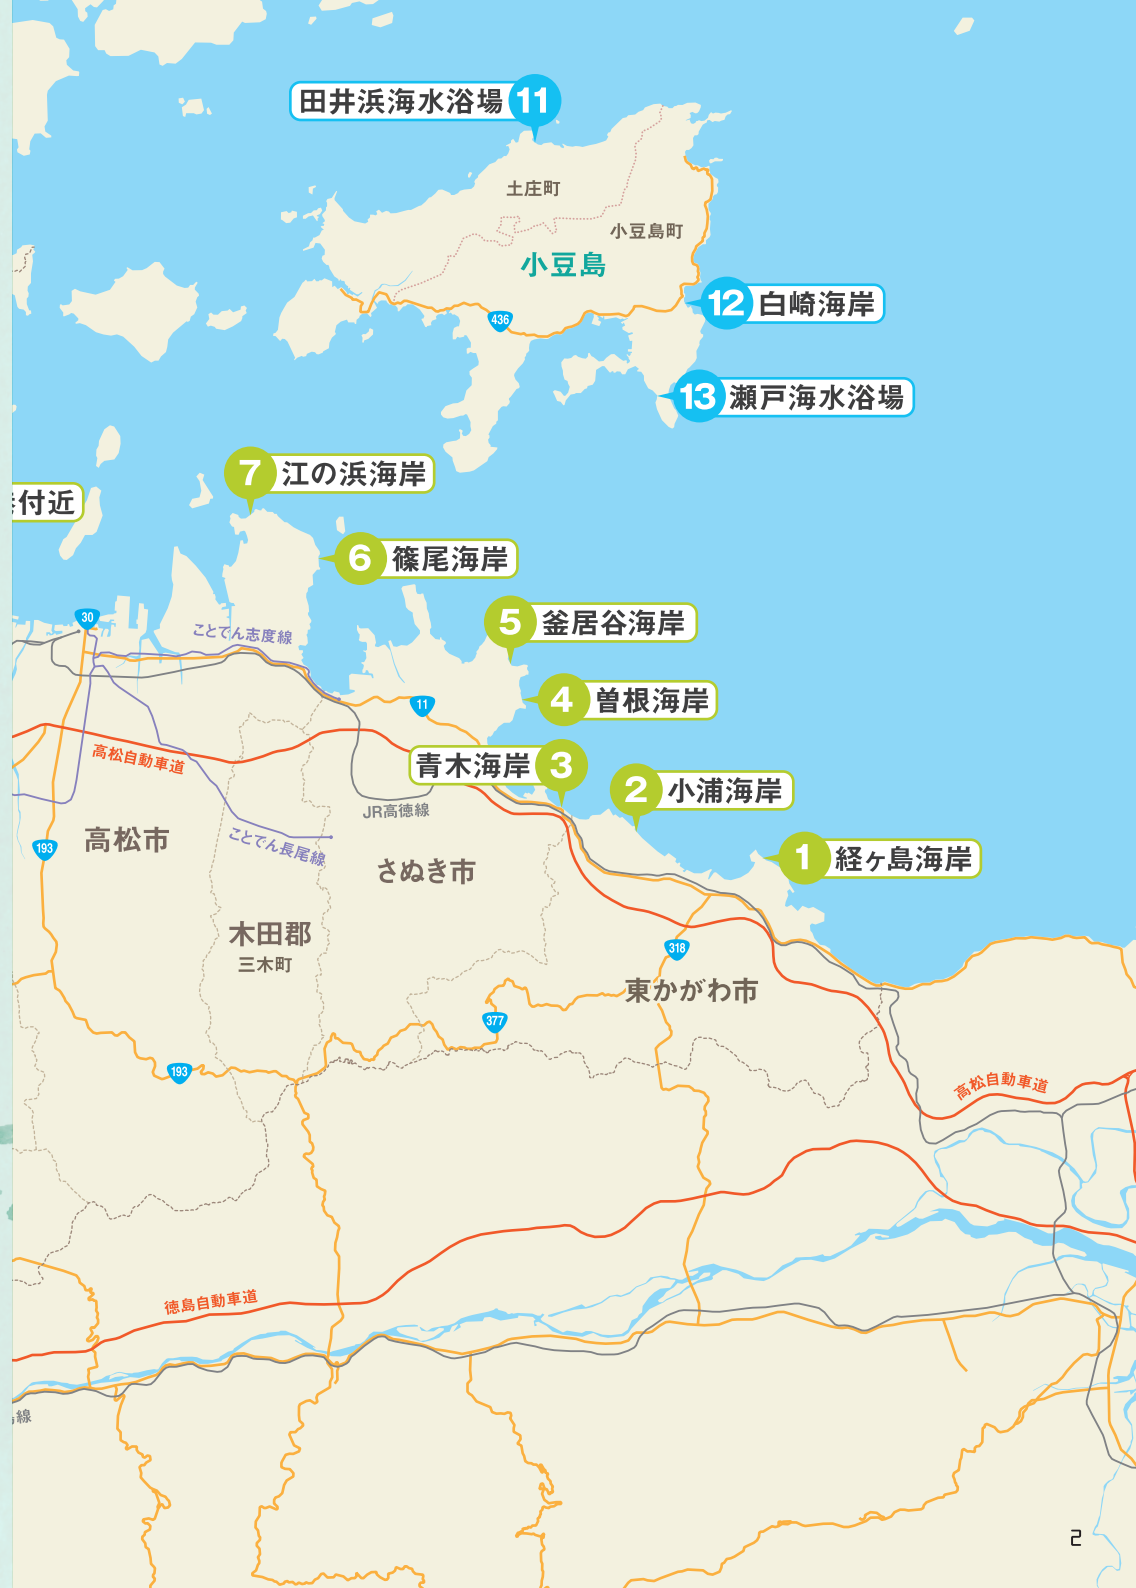 田井浜海水浴場 11
土庄町
小豆島町
小豆島
436
12 白崎海岸
13 瀬戸海水浴場
7 江の浜海岸
付近
6 篠尾海岸
5 釜居谷海岸
30
ことでん志度線
4 曽根海岸
11
高松自動車道
青木海岸 3
2 小浦海岸
JR高徳線
193
高松市
ことでん長尾線
さぬき市
1 経ヶ島海岸
木田郡
三木町
318
東かがわ市
377
193
高松自動車道
徳島自動車道
線
2